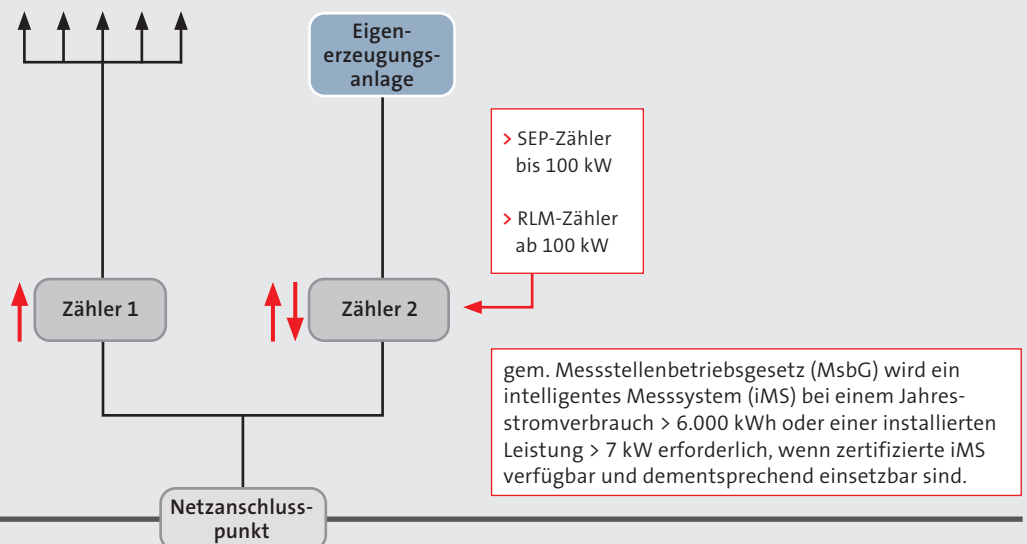 Eigen-
erzeugungs-
anlage
> SEP-Zähler
bis 100 kW
> RLM-Zähler
ab 100 kW
Zähler 1
Zähler 2
gem. Messstellenbetriebsgesetz (MsbG) wird ein
intelligentes Messsystem (iMS) bei einem Jahres-
stromverbrauch > 6.000 kWh oder einer installierten
Leistung > 7 kW erforderlich, wenn zertifizierte iMS
verfügbar und dementsprechend einsetzbar sind.
Netzanschluss-
punkt